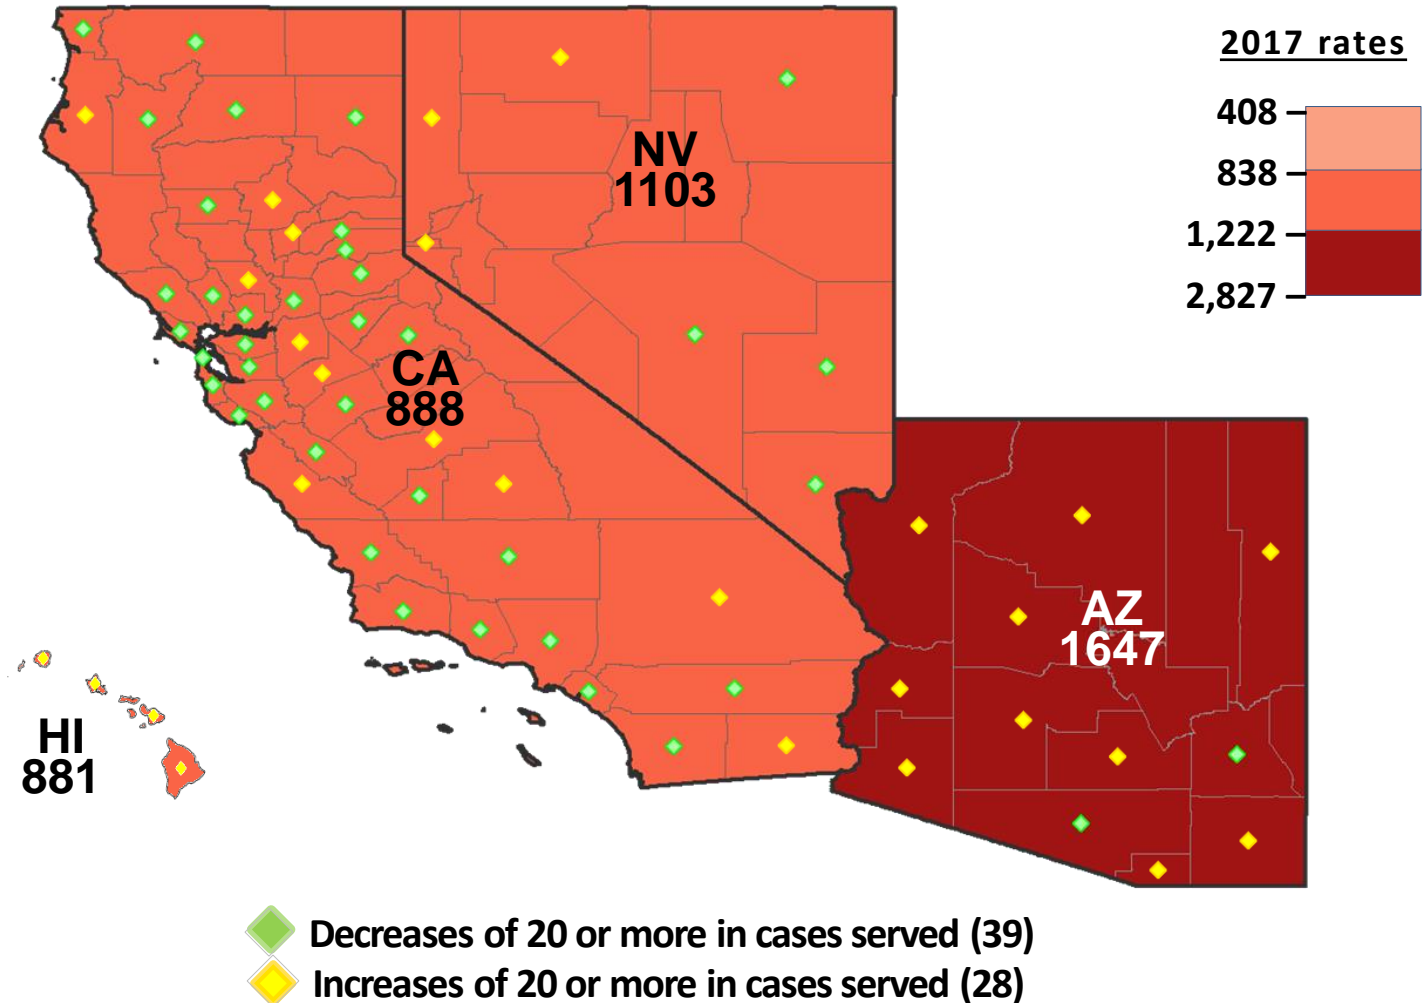 2017 rates
408
838
1,222
2,827
NV
1103
CA
888
AZ
1647
HI
881
Decreases of 20 or more in cases served (39)
Increases of 20 or more in cases served (28)